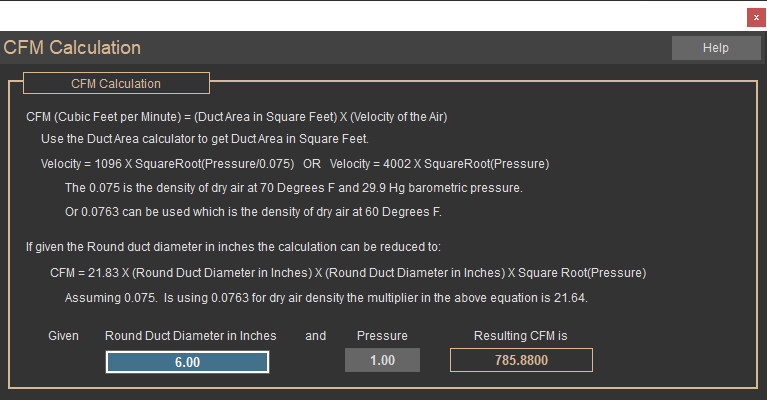 x
CFM Calculation
Help
CFM Calculation
CFM (Cubic Feet per Minute) = (Duct Area in Square Feet) X (Velocity of the Air)
Use the Duct Area calculator to get Duct Area in Square Feet.
Velocity = 1096 X SquareRoot(Pressure/0.075) OR Velocity = 4002 X SquareRoot(Pressure)
The 0.075 is the density of dry air at 70 Degrees F and 29.9 Hg barometric pressure.
Or 0.0763 can be used which is the density of dry air at 60 Degrees F.
If given the Round duct diameter in inches the calculation can be reduced to:
CFM = 21.83 X (Round Duct Diameter in Inches) X (Round Duct Diameter in Inches) X Square Root(Pressure)
Assuming 0.075. Is using 0.0763 for dry air density the multiplier in the above equation is 21.64.
Given Round Duct Diameter in Inches and Pressure Resulting CFM is
6.00 1.00 785.8800